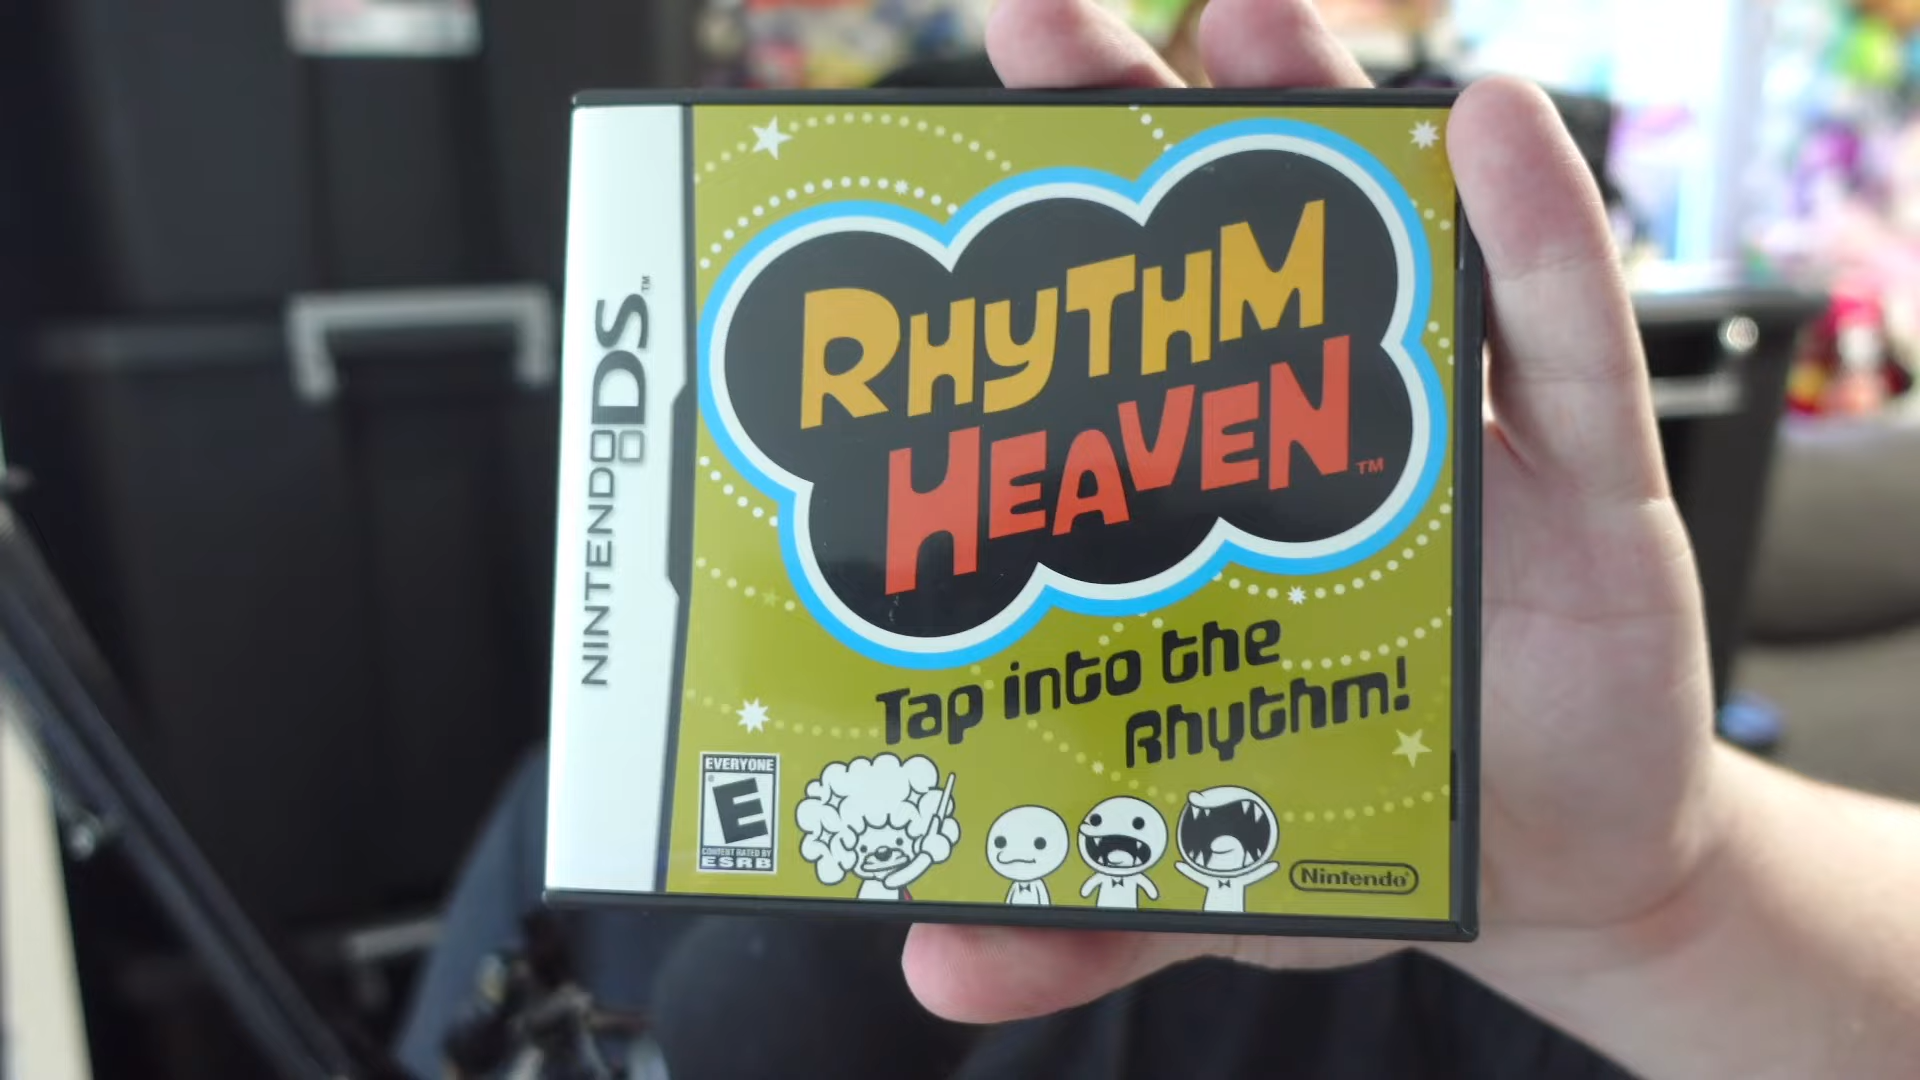 NINTENDO DS™
RHYTHM
HEAVEN™
Tap into the
Rhythm!
EVERYONE
E
CONTENT RATED BY
ESRB
Nintendo